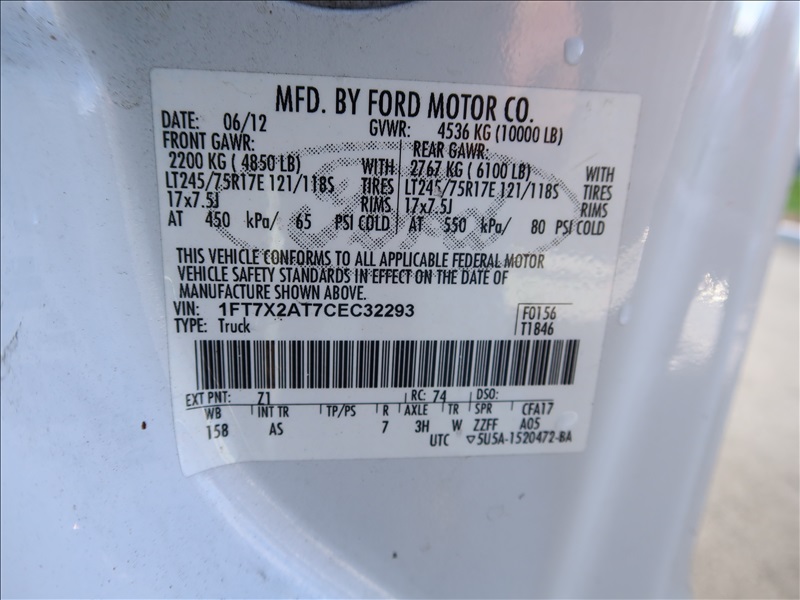 MFD. BY FORD MOTOR CO.
DATE: 06/12 GVWR: 4536 KG (10000 LB)
FRONT GAWR: REAR GAWR:
2200 KG ( 4850 LB) WITH 2767 KG ( 6100 LB) WITH
LT245/75R17E 121/118S TIRES LT245/75R17E 121/118S TIRES
17x7.5J RIMS 17x7.5J RIMS
AT 450 kPa/ 65 PSI COLD AT 550 kPa/ 80 PSI COLD
Ford
THIS VEHICLE CONFORMS TO ALL APPLICABLE FEDERAL MOTOR
VEHICLE SAFETY STANDARDS IN EFFECT ON THE DATE OF
MANUFACTURE SHOWN ABOVE.
VIN: 1FT7X2AT7CEC32293 F0156
TYPE: Truck T1846
EXT PNT: Z1 RC: 74 DSO:
WB INT TR TP/PS R AXLE TR SPR CFA17
158 AS 7 3H W ZZFF A05
UTC ▽5U5A-1520472-BA